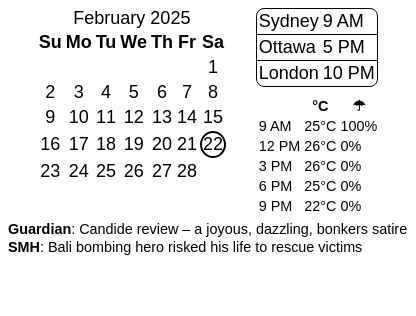 February 2025
Su Mo Tu We Th Fr Sa
1
2 3 4 5 6 7 8
9 10 11 12 13 14 15
16 17 18 19 20 21 22
23 24 25 26 27 28
Sydney 9 AM
Ottawa 5 PM
London 10 PM
°C ☂
9 AM 25°C 100%
12 PM 26°C 0%
3 PM 26°C 0%
6 PM 25°C 0%
9 PM 22°C 0%
Guardian: Candide review – a joyous, dazzling, bonkers satire
SMH: Bali bombing hero risked his life to rescue victims